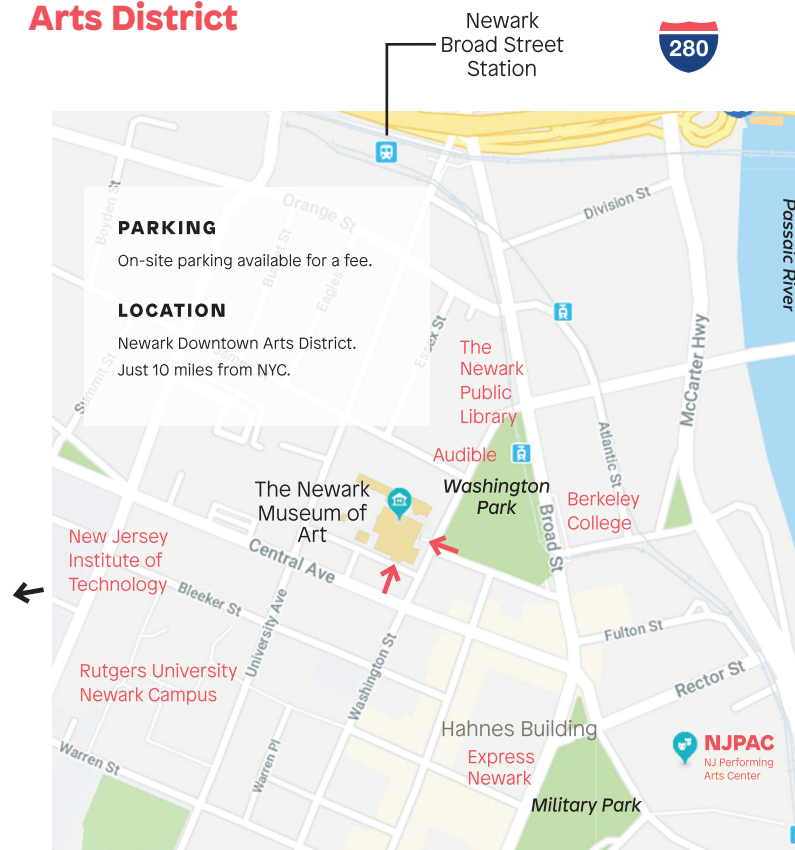 Arts District
Newark
Broad Street
Station
280
Boyden St
Orange St
Division St
Passaic River
PARKING
On-site parking available for a fee.
LOCATION
Newark Downtown Arts District.
Just 10 miles from NYC.
Summit St
Essex St
McCarter Hwy
The
Newark
Public
Library
Audible
Atlantic St
Washington
Park
The Newark
Museum of
Art
Berkeley
College
Broad St
New Jersey
Institute of
Technology
Central Ave
Bleeker St
University Ave
Washington St
Fulton St
Rutgers University
Newark Campus
Rector St
Hahnes Building
Express
Newark
NJPAC
NJ Performing
Arts Center
Warren St
Warren Pl
Military Park